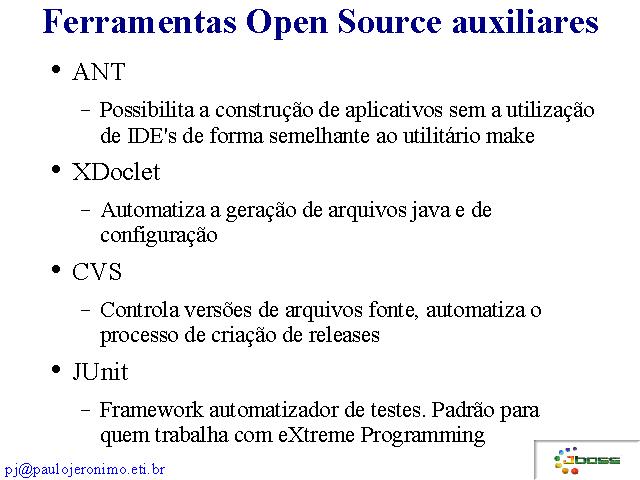 Ferramentas Open Source auxiliares
• ANT
– Possibilita a construção de aplicativos sem a utilização
de IDE's de forma semelhante ao utilitário make
• XDoclet
– Automatiza a geração de arquivos java e de
configuração
• CVS
– Controla versões de arquivos fonte, automatiza o
processo de criação de releases
• JUnit
– Framework automatizador de testes. Padrão para
quem trabalha com eXtreme Programming
pj@paulojeronimo.eti.br
JBoss